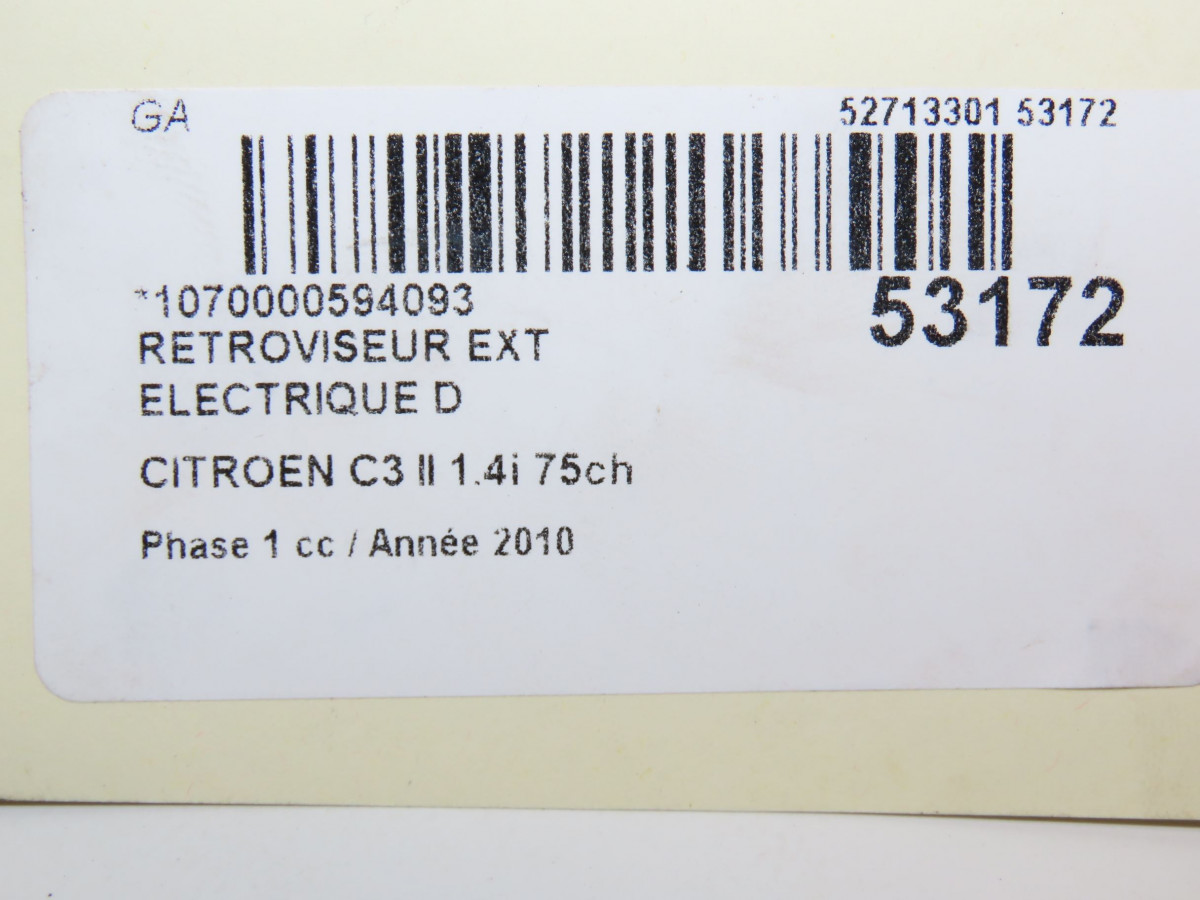 GA
52713301 53172
*1070000594093
53172
RETROVISEUR EXT
ELECTRIQUE D
CITROEN C3 II 1.4i 75ch
Phase 1 cc / Année 2010